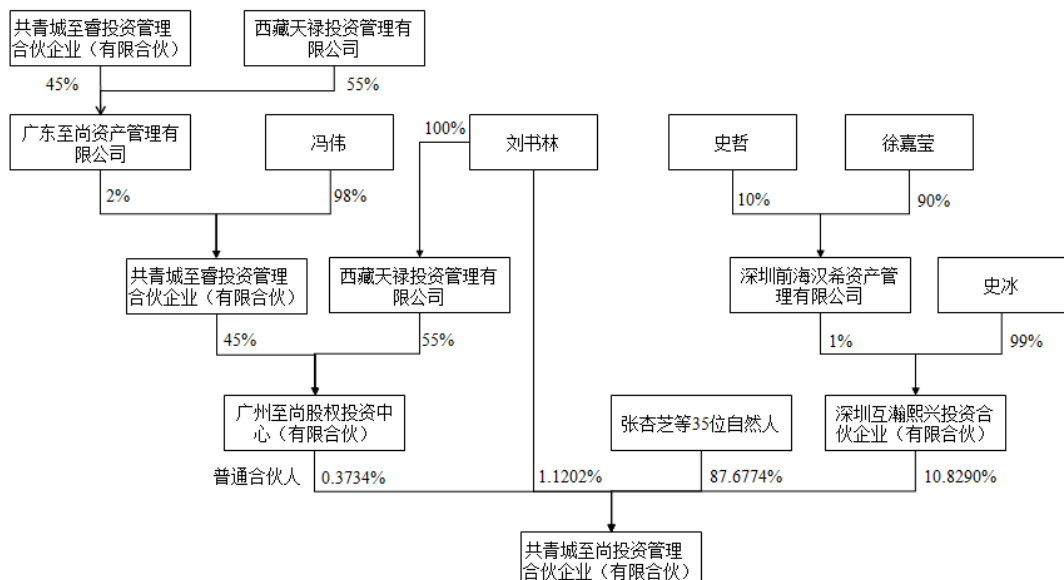 共青城至睿投资管理
合伙企业（有限合伙）
西藏天禄投资管理有
限公司
45%
55%
广东至尚资产管理有
限公司
冯伟
100%
刘书林
史哲
徐嘉莹
2%
98%
10%
90%
共青城至睿投资管理
合伙企业（有限合伙）
西藏天禄投资管理有
限公司
深圳前海汉希资产管
理有限公司
史冰
45%
55%
1%
99%
广州至尚股权投资中
心（有限合伙）
张杏芝等35位自然人
深圳互瀚熙兴投资合
伙企业（有限合伙）
普通合伙人
0.3734%
1.1202%
87.6774%
10.8290%
共青城至尚投资管理
合伙企业（有限合伙）